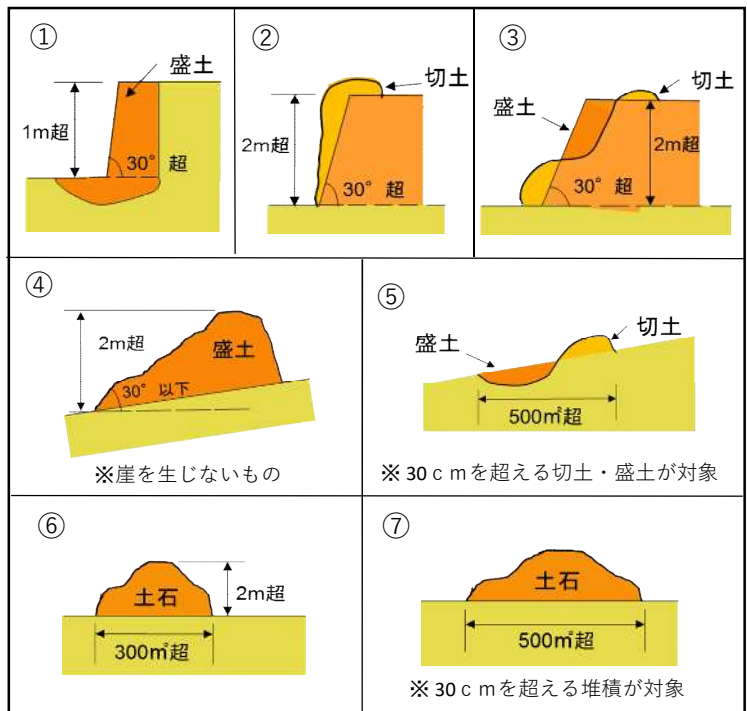 ①
盛土
1m超
30° 超
②
切土
2m超
30° 超
③
切土
盛土
2m超
30° 超
④
2m超
盛土
30° 以下
※崖を生じないもの
⑤
切土
盛土
500㎡超
※30ｃｍを超える切土・盛土が対象
⑥
土石
2m超
300㎡超
⑦
土石
500㎡超
※30ｃｍを超える堆積が対象